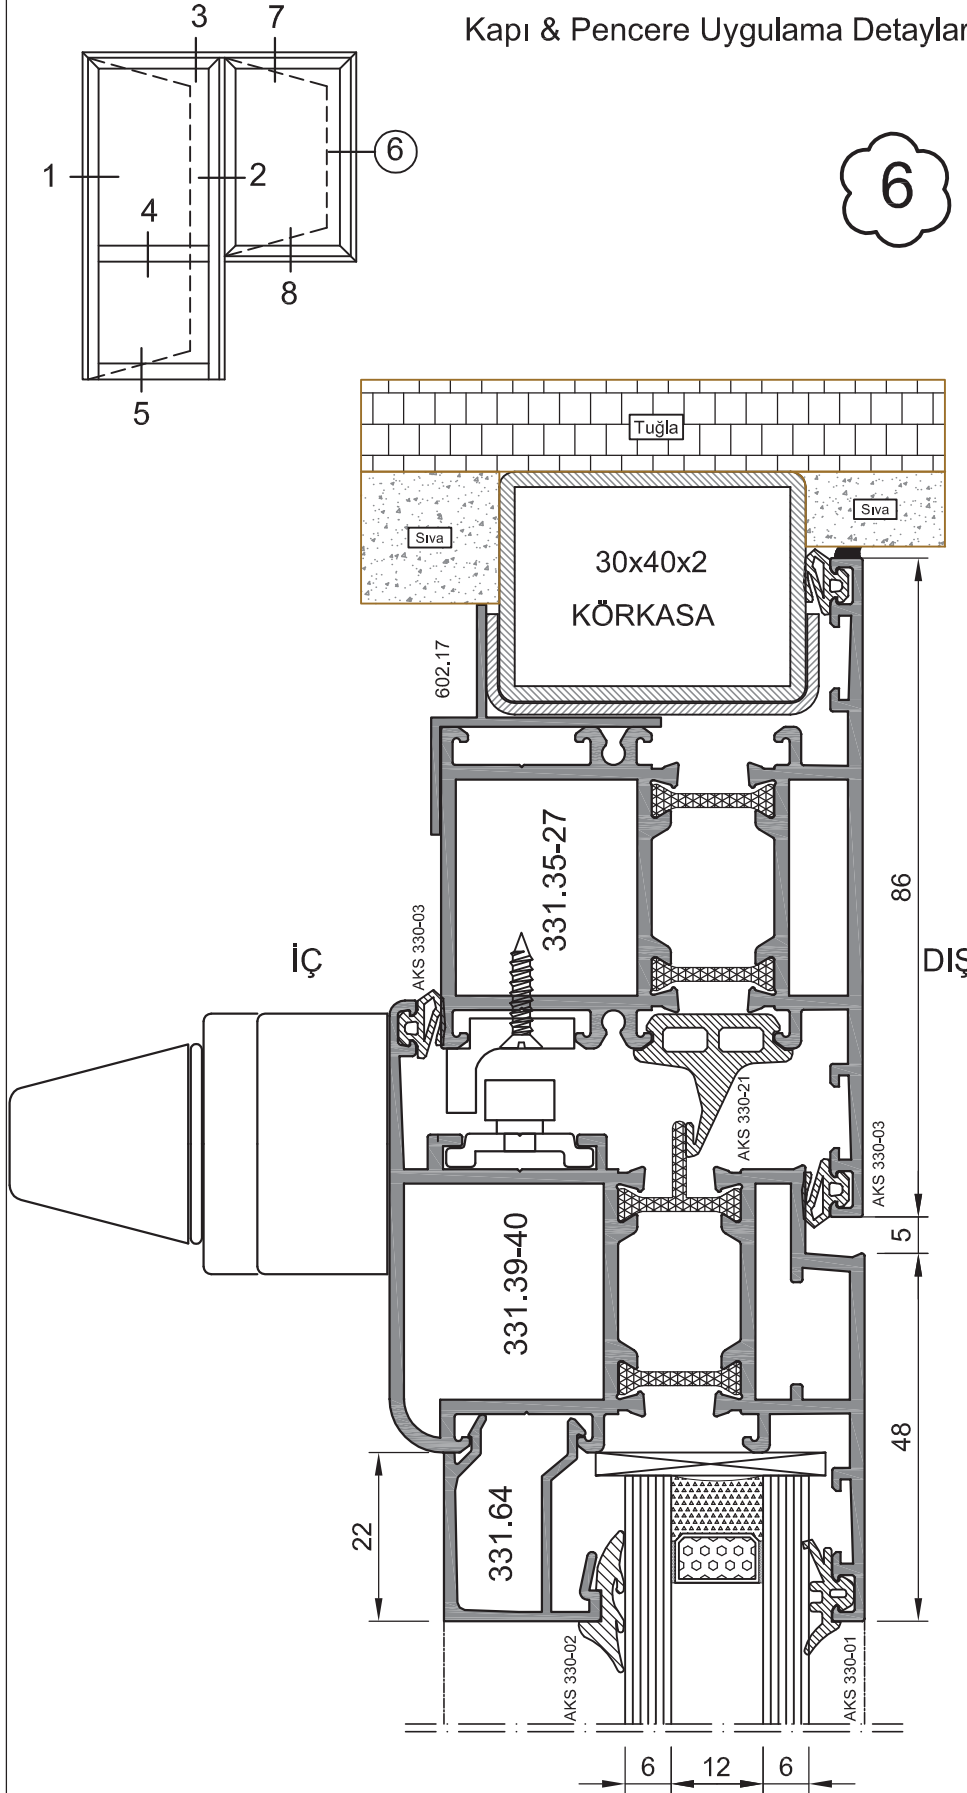 Kapı & Pencere Uygulama Detaylar
3
7
6
1
2
4
8
5
6
Tuğla
Sıva
Sıva
30x40x2
KÖRKASA
602.17
331.35-27
86
AKS 330-03
İÇ
DIŞ
AKS 330-21
AKS 330-03
5
331.39-40
48
22
331.64
AKS 330-02
AKS 330-01
6
12
6